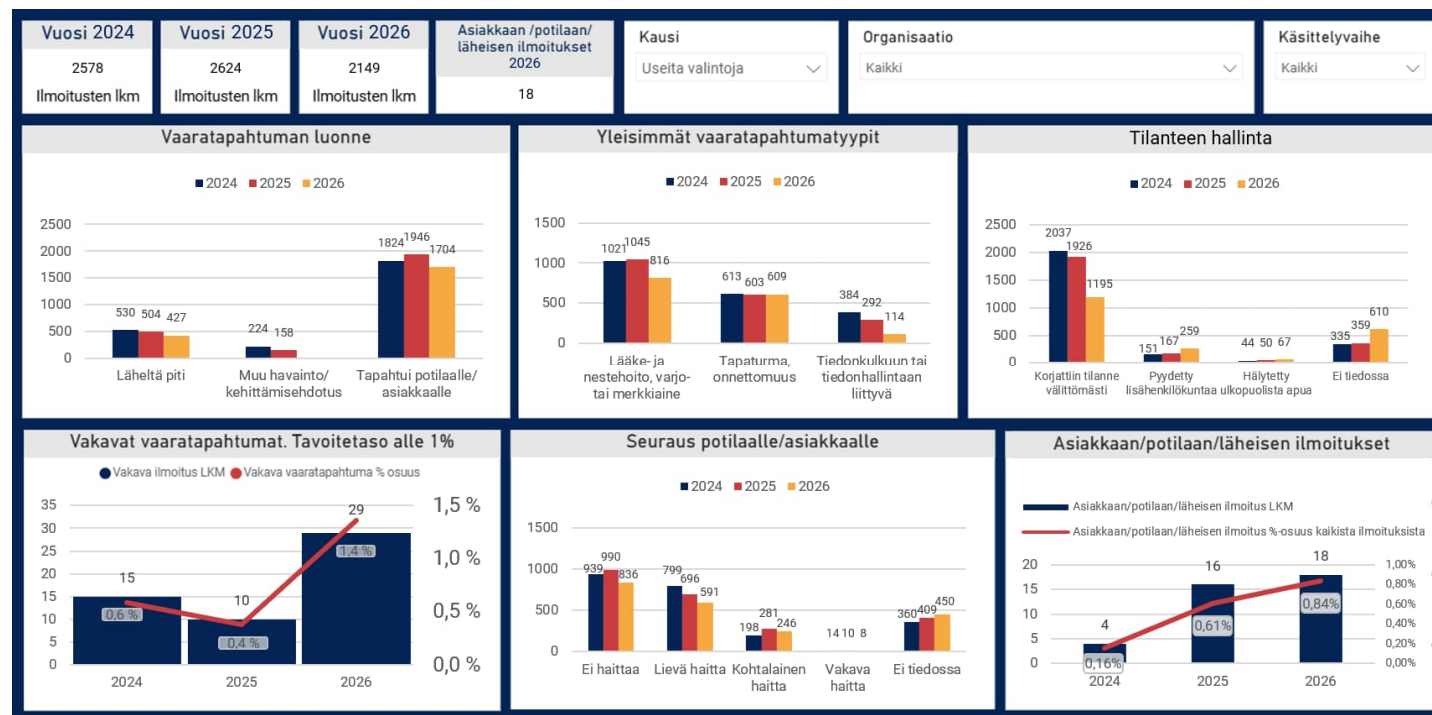 Vuosi 2024
2578
Ilmoitusten lkm
Vuosi 2025
2624
Ilmoitusten lkm
Vuosi 2026
2149
Ilmoitusten lkm
Asiakkaan /potilaan/
läheisen ilmoitukset
2026
18
Kausi
Useita valintoja
Organisaatio
Kaikki
Käsittelyvaihe
Kaikki
Vaaratapahtuman luonne
2024 2025 2026
2500
2000
1500
1000
500
0
530 504 427
224 158
1824 1946 1704
Läheltä piti
Muu havainto/
kehittämisehdotus
Tapahtui potilaalle/
asiakkaalle
Yleisimmät vaaratapahtumatyypit
2024 2025 2026
1500
1000
500
0
1021 1045 816
613 603 609
384 292 114
Lääke- ja
nestehoito, varjo-
tai merkkiaine
Tapaturma,
onnettomuus
Tiedonkulkuun tai
tiedonhallintaan
liittyvä
Tilanteen hallinta
2024 2025 2026
2500
2000
1500
1000
500
0
2037 1926 1195
151 167 259
44 50 67
335 359 610
Korjattiin tilanne
välittömästi
Pyydetty
lisähenkilökuntaa
Hälytetty
ulkopuolista apua
Ei tiedossa
Vakavat vaaratapahtumat. Tavoitetaso alle 1%
Vakava ilmoitus LKM Vakava vaaratapahtuma % osuus
35
30
25
20
15
10
5
0
15
0,6 %
10
0,4 %
29
1,4 %
1,5 %
1,0 %
0,5 %
0,0 %
2024 2025 2026
Seuraus potilaalle/asiakkaalle
2024 2025 2026
1500
1000
500
0
939 990 836
799 696 591
198 281 246
14 10 8
360 409 450
Ei haittaa
Lievä haitta
Kohtalainen
haitta
Vakava
haitta
Ei tiedossa
Asiakkaan/potilaan/läheisen ilmoitukset
Asiakkaan/potilaan/läheisen ilmoitus LKM
Asiakkaan/potilaan/läheisen ilmoitus %-osuus kaikista ilmoituksista
20
15
10
5
0
4
0,16%
16
0,61%
18
0,84%
1,00%
0,80%
0,60%
0,40%
0,20%
0,00%
2024 2025 2026